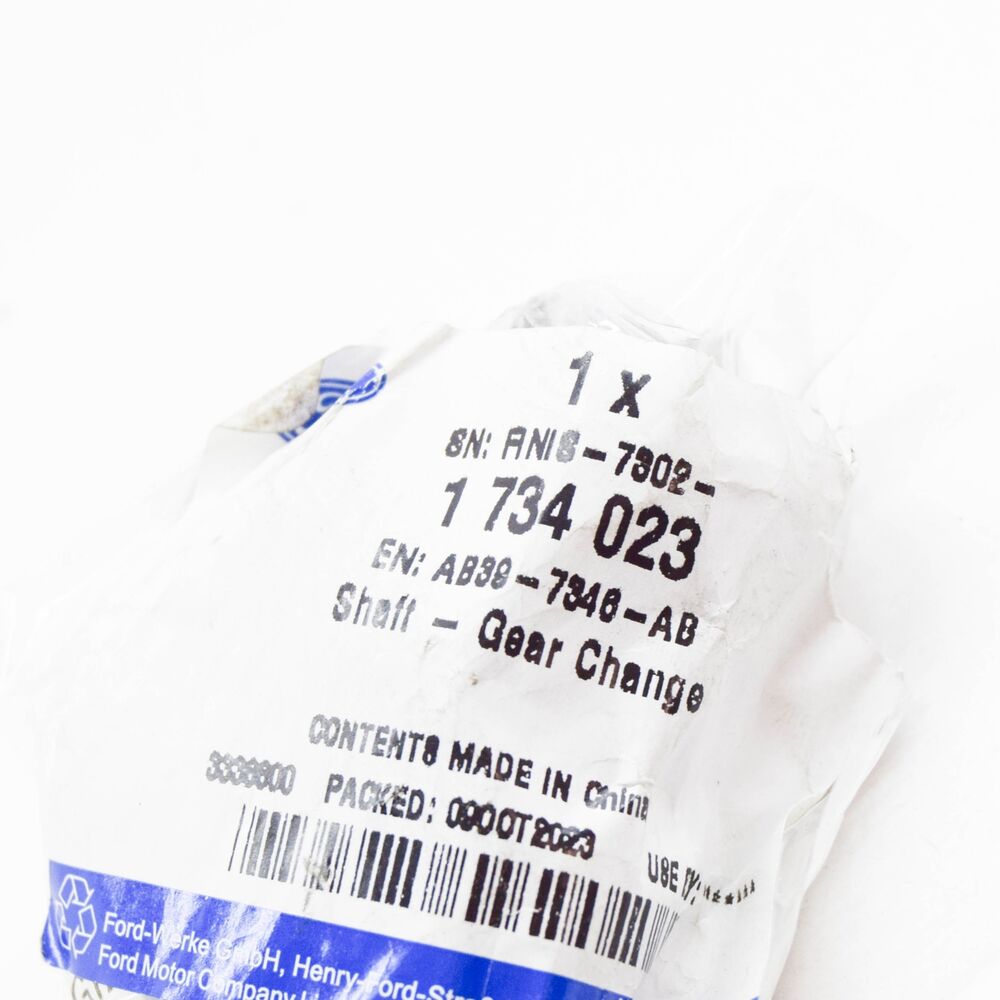 1 X
SN: RNIS-7302-
1 734 023
EN: AB39-7346-AB
Shaft - Gear Change
CONTENTS MADE IN China
PACKED: 09OCT2023
USE BY: ******
Ford-Werke GmbH, Henry-Ford-Str
Ford Motor Company